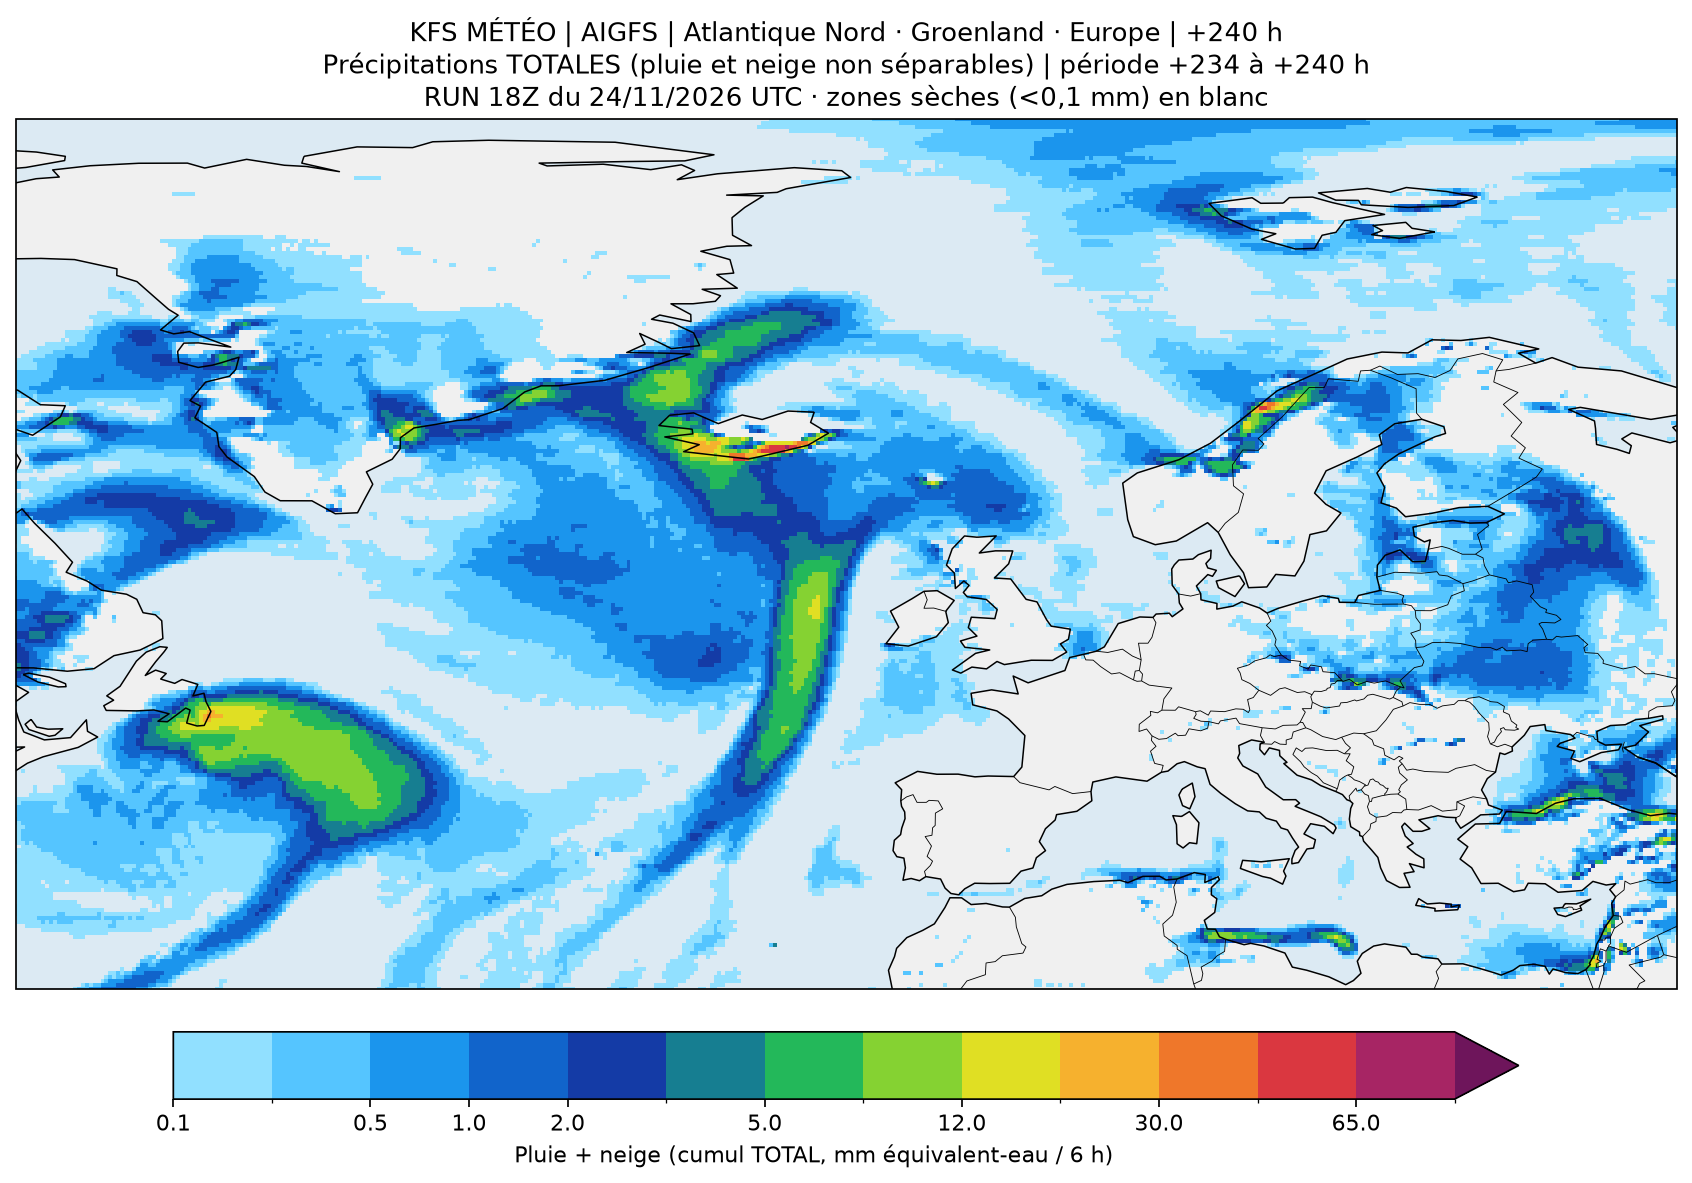 KFS MÉTÉO | AIGFS | Atlantique Nord · Groenland · Europe | +240 h
Précipitations TOTALES (pluie et neige non séparables) | période +234 à +240 h
RUN 18Z du 24/11/2026 UTC · zones sèches (<0,1 mm) en blanc
0.1 0.5 1.0 2.0 5.0 12.0 30.0 65.0
Pluie + neige (cumul TOTAL, mm équivalent-eau / 6 h)